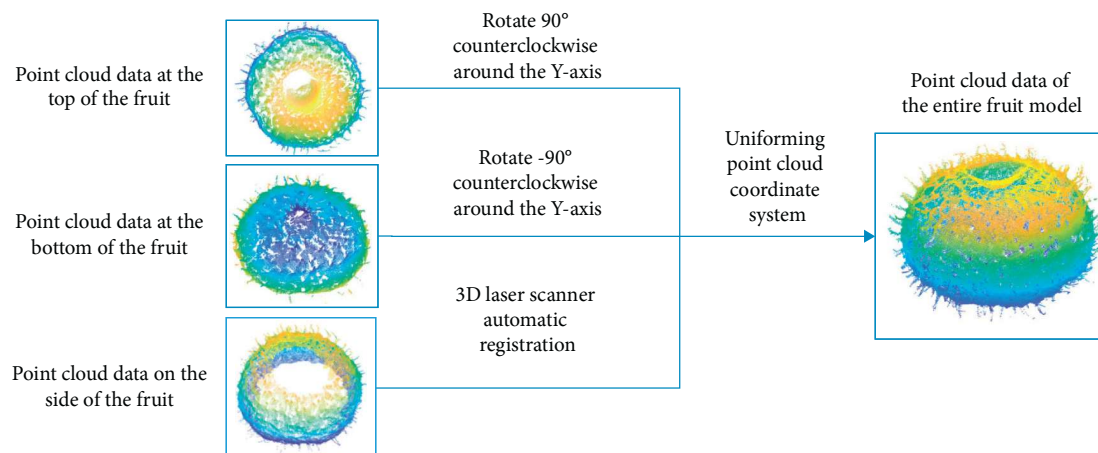 Point cloud data at the
top of the fruit
Rotate 90°
counterclockwise
around the Y-axis
Point cloud data at the
bottom of the fruit
Rotate -90°
counterclockwise
around the Y-axis
Point cloud data on the
side of the fruit
3D laser scanner
automatic
registration
Uniforming
point cloud
coordinate
system
Point cloud data of
the entire fruit model